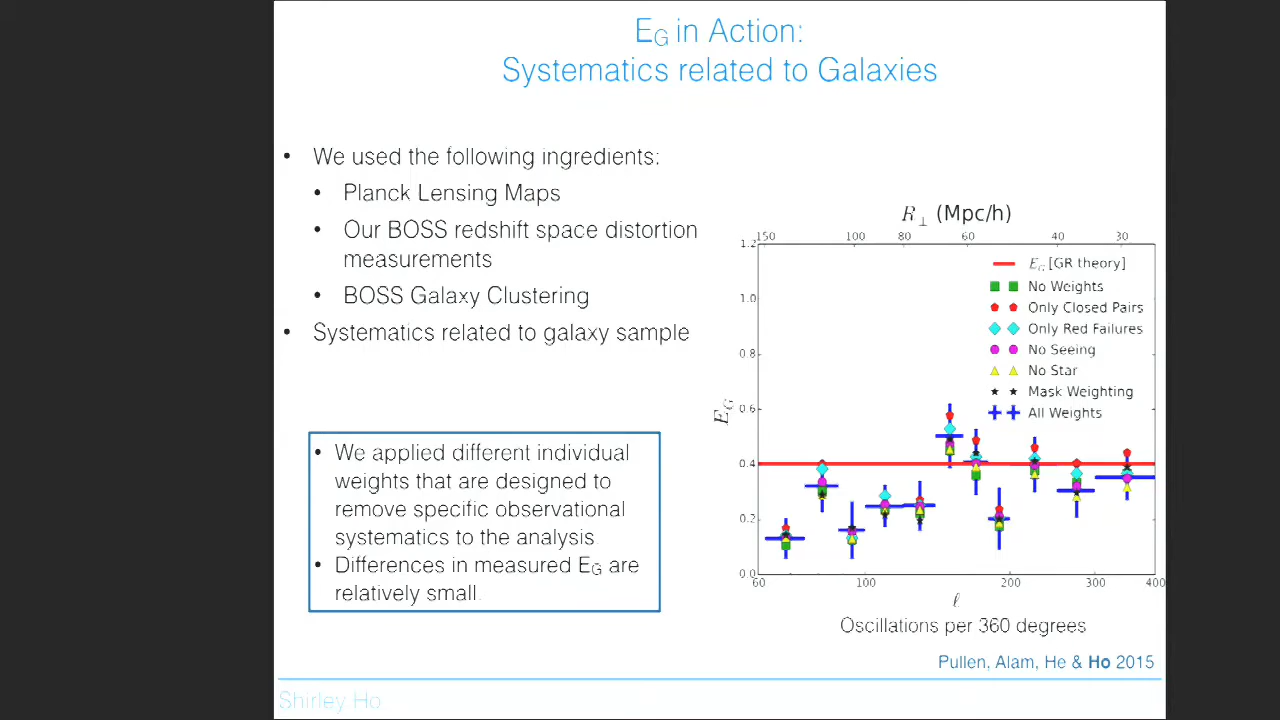 E_G in Action:
Systematics related to Galaxies
• We used the following ingredients:
• Planck Lensing Maps
• Our BOSS redshift space distortion
measurements
• BOSS Galaxy Clustering
• Systematics related to galaxy sample
• We applied different individual
weights that are designed to
remove specific observational
systematics to the analysis.
• Differences in measured E_G are
relatively small.
R⊥ (Mpc/h)
150 100 80 60 40 30
1.2
1.0
0.8
0.6
0.4
0.2
0.0
E_G
E_G [GR theory]
No Weights
Only Closed Pairs
Only Red Failures
No Seeing
No Star
Mask Weighting
All Weights
60 100 200 300 400
ℓ
Oscillations per 360 degrees
Pullen, Alam, He & Ho 2015
Shirley Ho